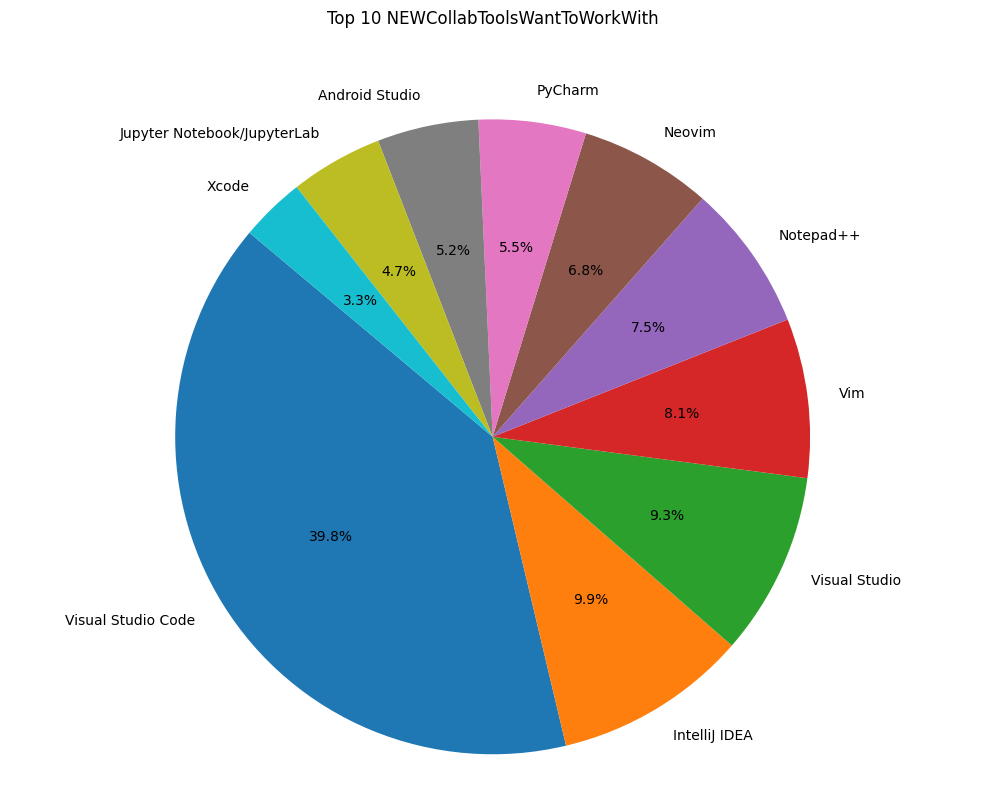 Top 10 NEWCollabToolsWantToWorkWith
PyCharm
Android Studio
Neovim
Jupyter Notebook/JupyterLab
Xcode
Notepad++
5.5%
5.2%
6.8%
4.7%
3.3%
7.5%
Vim
8.1%
9.3%
39.8%
Visual Studio
9.9%
Visual Studio Code
IntelliJ IDEA